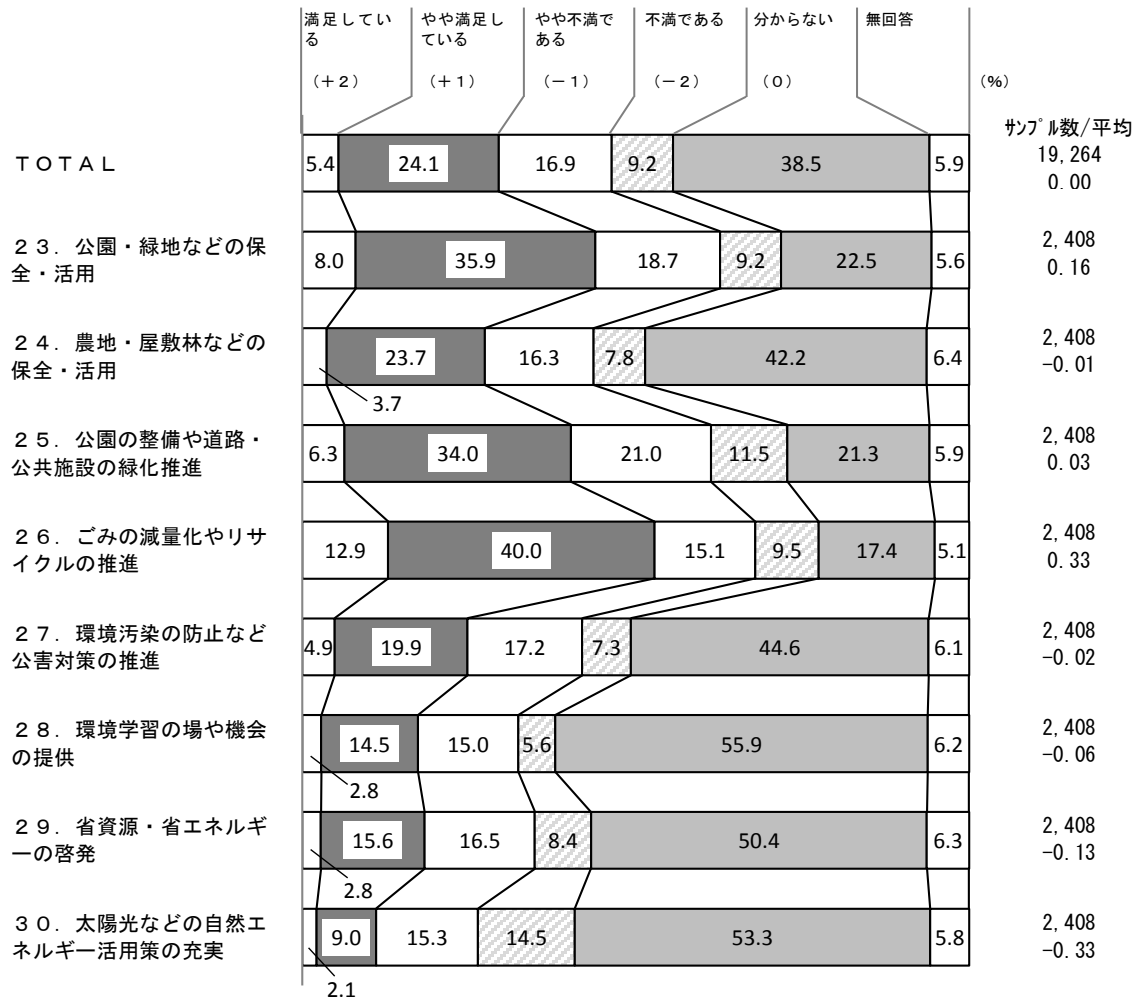 満足してい やや満足し やや不満で 不満である 分からない 無回答
る ている ある
(+2) (+1) (−1) (−2) (0) (%)
ｻﾝﾌﾟﾙ数/平均
ＴＯＴＡＬ 5.4 24.1 16.9 9.2 38.5 5.9 19,264
0.00
２３．公園・緑地などの保 2,408
全・活用 8.0 35.9 18.7 9.2 22.5 5.6 0.16
２４．農地・屋敷林などの 23.7 16.3 7.8 42.2 6.4 2,408
保全・活用 -0.01
3.7
２５．公園の整備や道路・ 2,408
公共施設の緑化推進 6.3 34.0 21.0 11.5 21.3 5.9 0.03
２６．ごみの減量化やリサ 2,408
イクルの推進 12.9 40.0 15.1 9.5 17.4 5.1 0.33
２７．環境汚染の防止など 2,408
公害対策の推進 4.9 19.9 17.2 7.3 44.6 6.1 -0.02
２８．環境学習の場や機会 14.5 15.0 5.6 55.9 6.2 2,408
の提供 -0.06
2.8
２９．省資源・省エネルギ 15.6 16.5 8.4 50.4 6.3 2,408
ーの啓発 -0.13
2.8
３０．太陽光などの自然エ 9.0 15.3 14.5 53.3 5.8 2,408
ネルギー活用策の充実 -0.33
2.1